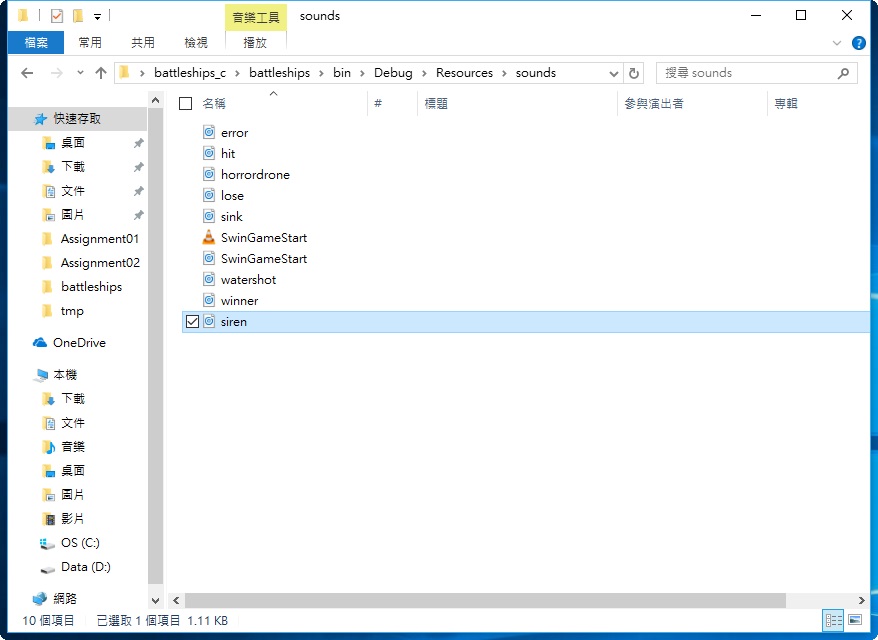 音樂工具 sounds
檔案 常用 共用 檢視 播放
battleships_c battleships bin Debug Resources sounds 搜尋 sounds
快速存取
桌面
下載
文件
圖片
Assignment01
Assignment02
battleships
tmp
OneDrive
本機
下載
文件
音樂
桌面
圖片
影片
OS (C:)
Data (D:)
網路
名稱 # 標題 參與演出者 專輯
error
hit
horrordrone
lose
sink
SwinGameStart
SwinGameStart
watershot
winner
siren
10 個項目 已選取 1 個項目 1.11 KB